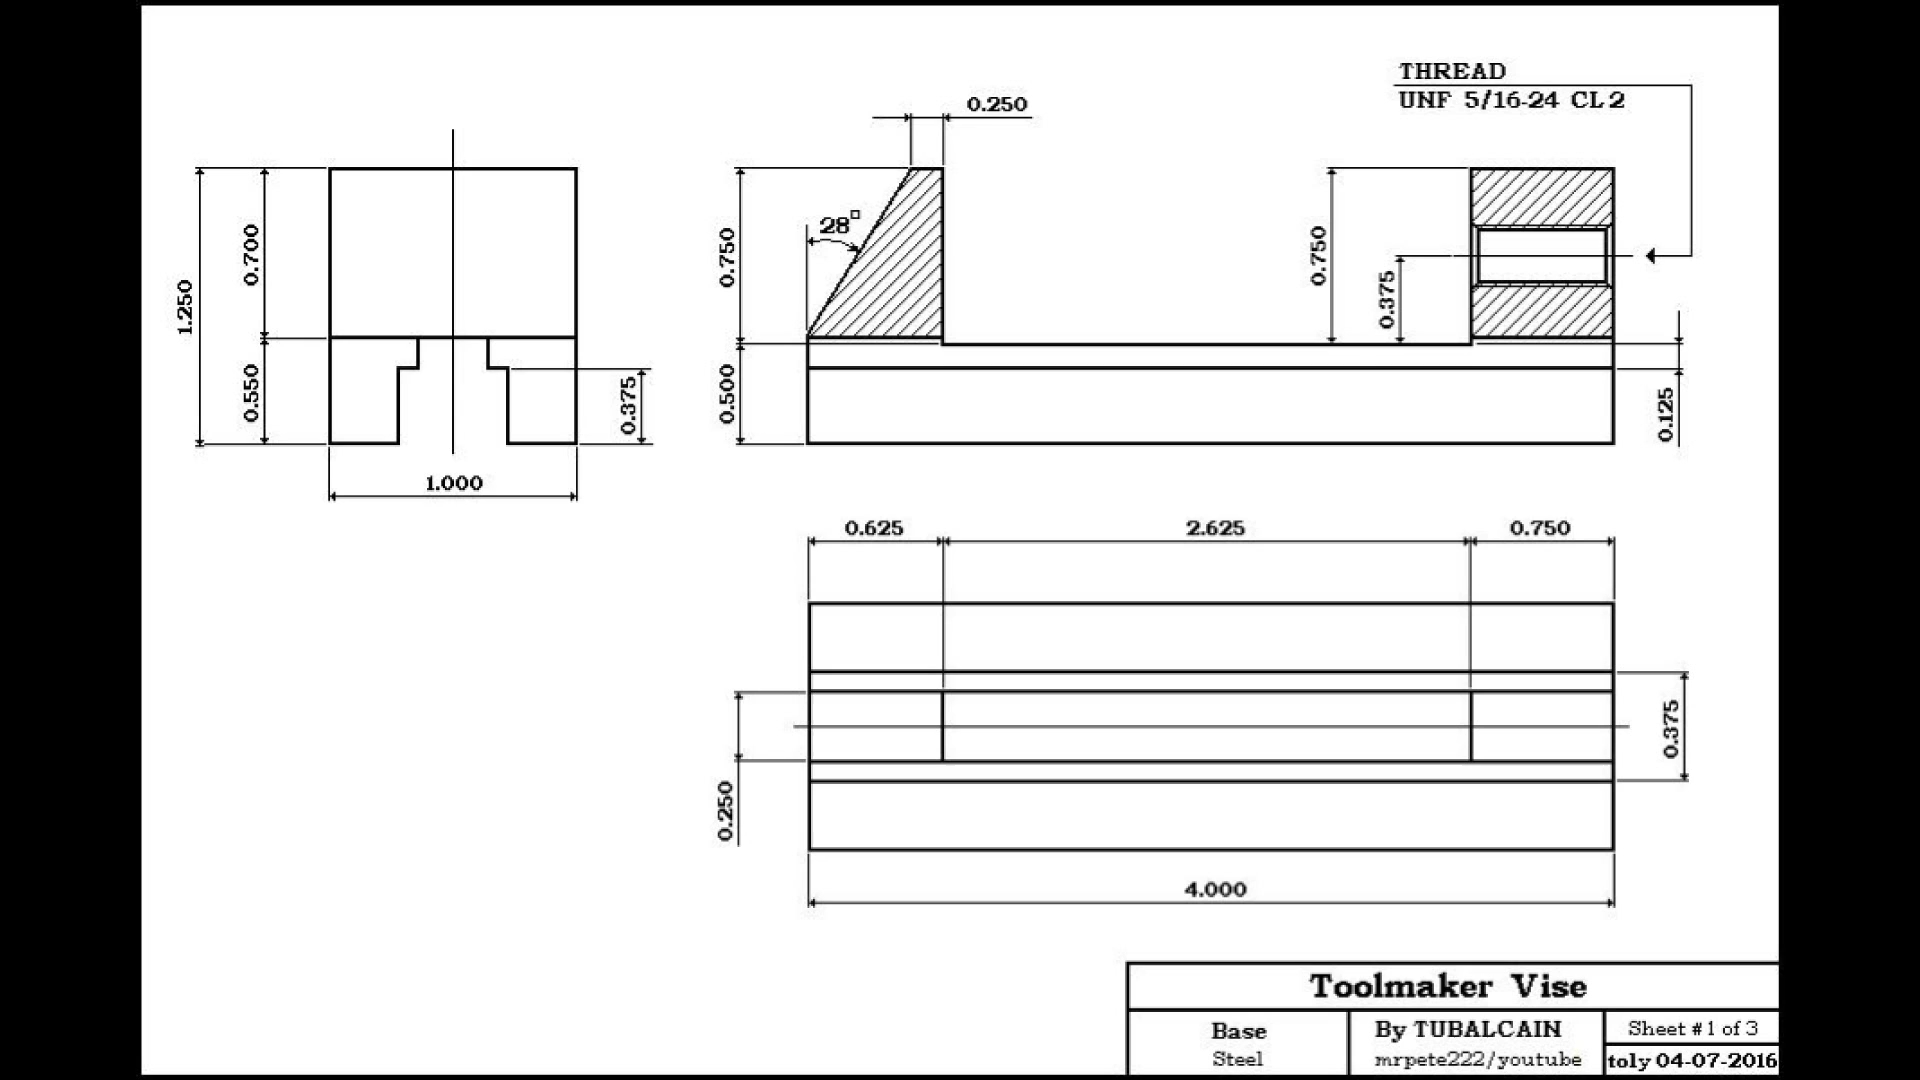 THREAD
UNF 5/16-24 CL 2
0.250
28°
1.250
0.700
0.550
0.375
1.000
0.750
0.500
0.750
0.375
0.125
0.625
2.625
0.750
0.250
0.375
4.000
Toolmaker Vise
Base
Steel
By TUBALCAIN
mrpete222/youtube
Sheet #1 of 3
toly 04-07-2016